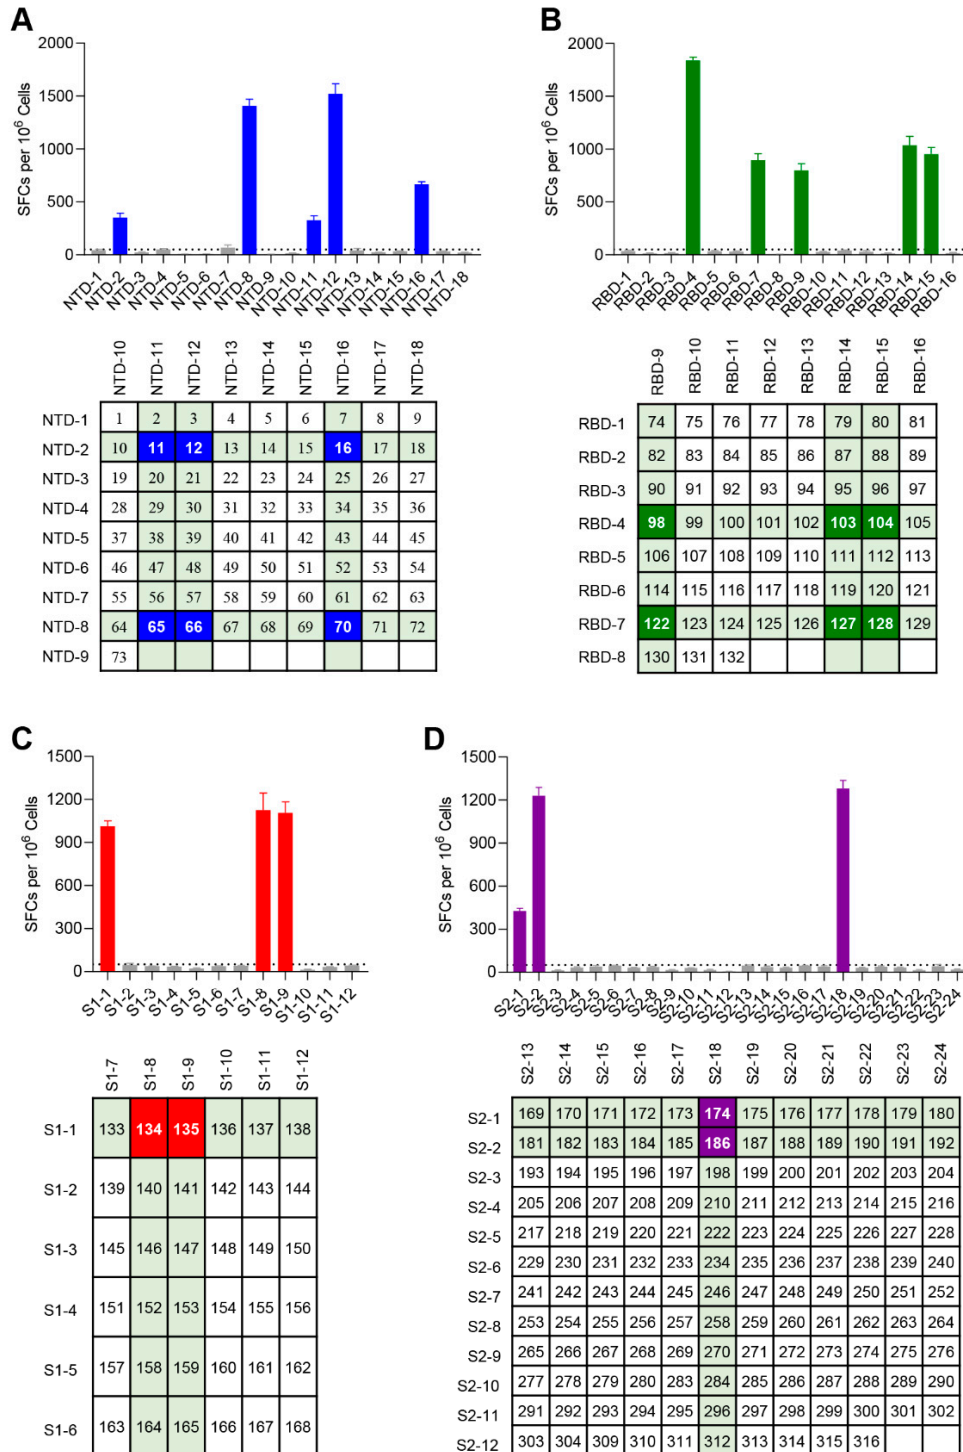 A
B
2000
1500
1000
500
0
SFCs per 10⁶ Cells
NTD-1
NTD-2
NTD-3
NTD-4
NTD-5
NTD-6
NTD-7
NTD-8
NTD-9
NTD-10
NTD-11
NTD-12
NTD-13
NTD-14
NTD-15
NTD-16
NTD-17
NTD-18
2000
1500
1000
500
0
SFCs per 10⁶ Cells
RBD-1
RBD-2
RBD-3
RBD-4
RBD-5
RBD-6
RBD-7
RBD-8
RBD-9
RBD-10
RBD-11
RBD-12
RBD-13
RBD-14
RBD-15
RBD-16
NTD-10 NTD-11 NTD-12 NTD-13 NTD-14 NTD-15 NTD-16 NTD-17 NTD-18
NTD-1 1 2 3 4 5 6 7 8 9
NTD-2 10 11 12 13 14 15 16 17 18
NTD-3 19 20 21 22 23 24 25 26 27
NTD-4 28 29 30 31 32 33 34 35 36
NTD-5 37 38 39 40 41 42 43 44 45
NTD-6 46 47 48 49 50 51 52 53 54
NTD-7 55 56 57 58 59 60 61 62 63
NTD-8 64 65 66 67 68 69 70 71 72
NTD-9 73
RBD-9 RBD-10 RBD-11 RBD-12 RBD-13 RBD-14 RBD-15 RBD-16
RBD-1 74 75 76 77 78 79 80 81
RBD-2 82 83 84 85 86 87 88 89
RBD-3 90 91 92 93 94 95 96 97
RBD-4 98 99 100 101 102 103 104 105
RBD-5 106 107 108 109 110 111 112 113
RBD-6 114 115 116 117 118 119 120 121
RBD-7 122 123 124 125 126 127 128 129
RBD-8 130 131 132
C
D
1500
1200
900
600
300
0
SFCs per 10⁶ Cells
S1-1
S1-2
S1-3
S1-4
S1-5
S1-6
S1-7
S1-8
S1-9
S1-10
S1-11
S1-12
1500
1200
900
600
300
0
SFCs per 10⁶ Cells
S2-1
S2-2
S2-3
S2-4
S2-5
S2-6
S2-7
S2-8
S2-9
S2-10
S2-11
S2-12
S2-13
S2-14
S2-15
S2-16
S2-17
S2-18
S2-19
S2-20
S2-21
S2-22
S2-23
S2-24
S1-7 S1-8 S1-9 S1-10 S1-11 S1-12
S1-1 133 134 135 136 137 138
S1-2 139 140 141 142 143 144
S1-3 145 146 147 148 149 150
S1-4 151 152 153 154 155 156
S1-5 157 158 159 160 161 162
S1-6 163 164 165 166 167 168
S2-13 S2-14 S2-15 S2-16 S2-17 S2-18 S2-19 S2-20 S2-21 S2-22 S2-23 S2-24
S2-1 169 170 171 172 173 174 175 176 177 178 179 180
S2-2 181 182 183 184 185 186 187 188 189 190 191 192
S2-3 193 194 195 196 197 198 199 200 201 202 203 204
S2-4 205 206 207 208 209 210 211 212 213 214 215 216
S2-5 217 218 219 220 221 222 223 224 225 226 227 228
S2-6 229 230 231 232 233 234 235 236 237 238 239 240
S2-7 241 242 243 244 245 246 247 248 249 250 251 252
S2-8 253 254 255 256 257 258 259 260 261 262 263 264
S2-9 265 266 267 268 269 270 271 272 273 274 275 276
S2-10 277 278 279 280 283 284 285 286 287 288 289 290
S2-11 291 292 293 294 295 296 297 298 299 300 301 302
S2-12 303 304 309 310 311 312 313 314 315 316